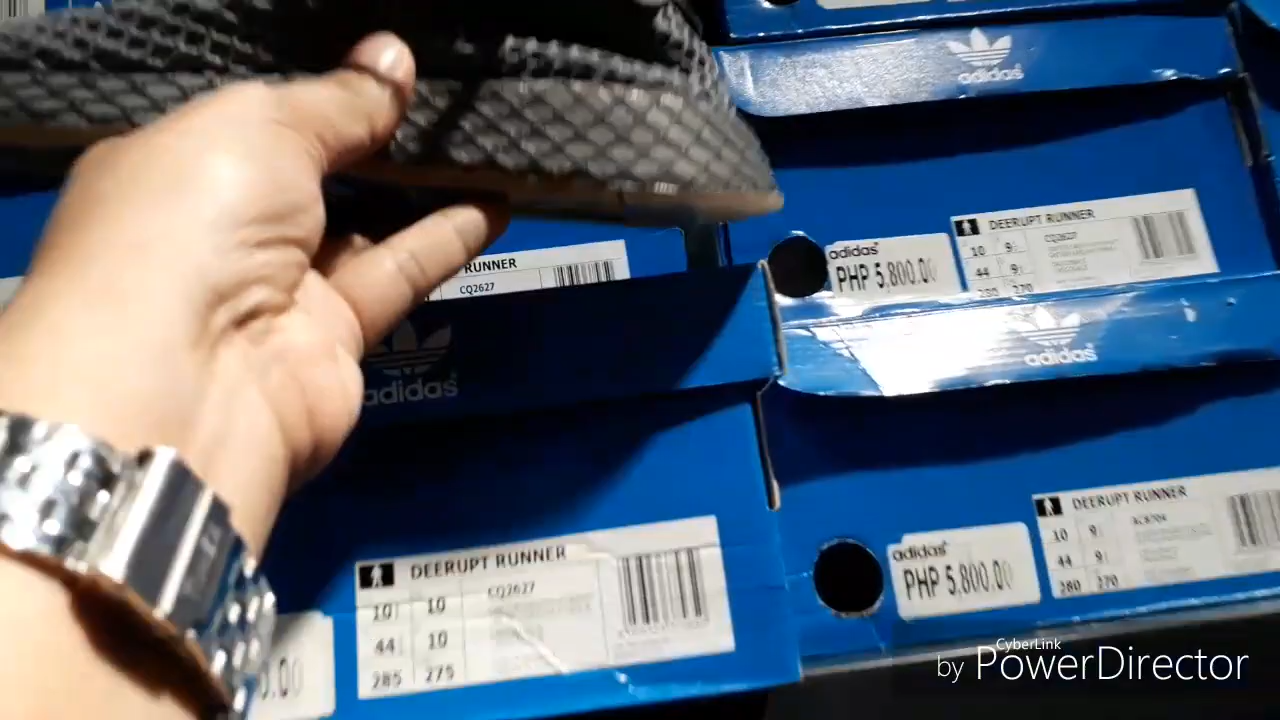 adidas
DEERUPT RUNNER
10 9
CQ2627
44 9
280 270
adidas
PHP 5,800.00
RUNNER
CQ2627
adidas
adidas
DEERUPT RUNNER
10 9
44 9
280 270
adidas
PHP 5,800.00
DEERUPT RUNNER
10 10
CQ2627
44 10
285 275
CyberLink
by PowerDirector